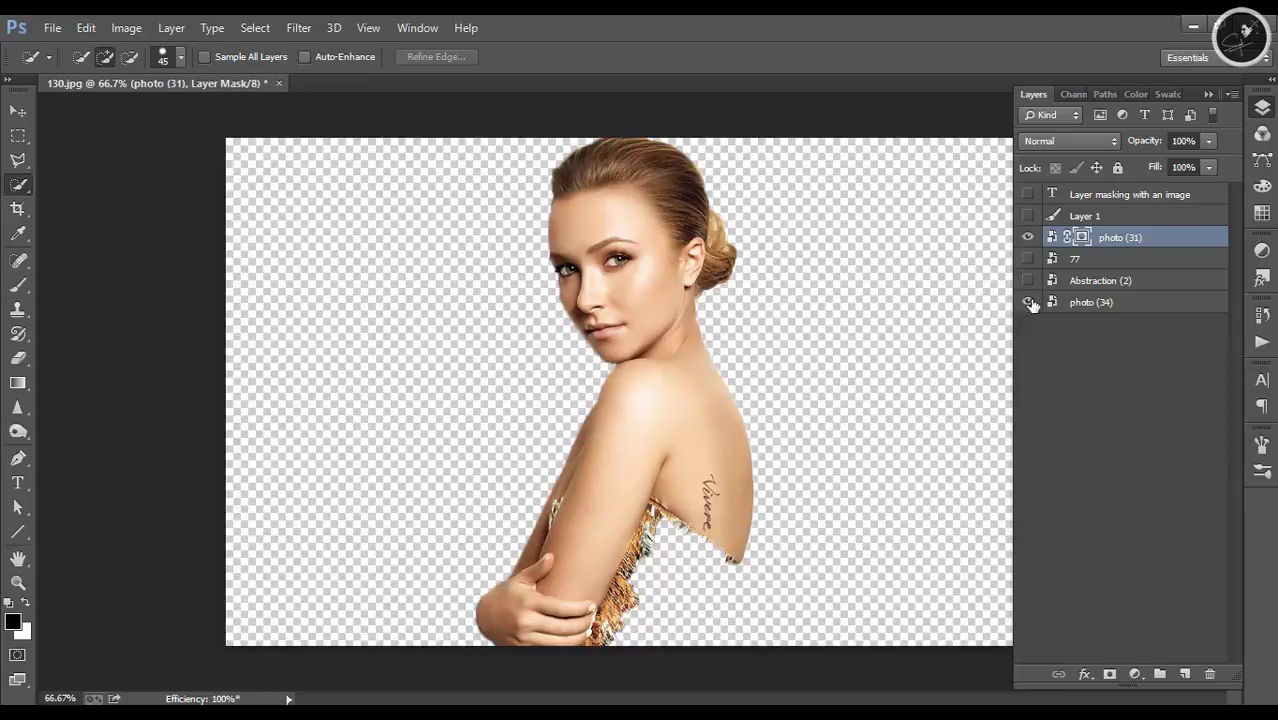 Ps File Edit Image Layer Type Select Filter 3D View Window Help
45 Sample All Layers Auto-Enhance Refine Edge... Essentials
130.jpg @ 66.7% (photo (31), Layer Mask/8) * ×
Layers Chann Paths Color Swatc
Kind
Normal Opacity: 100%
Lock: Fill: 100%
Layer masking with an image
Layer 1
photo (31)
77
Abstraction (2)
photo (34)
Vivere
66.67% Efficiency: 100%*